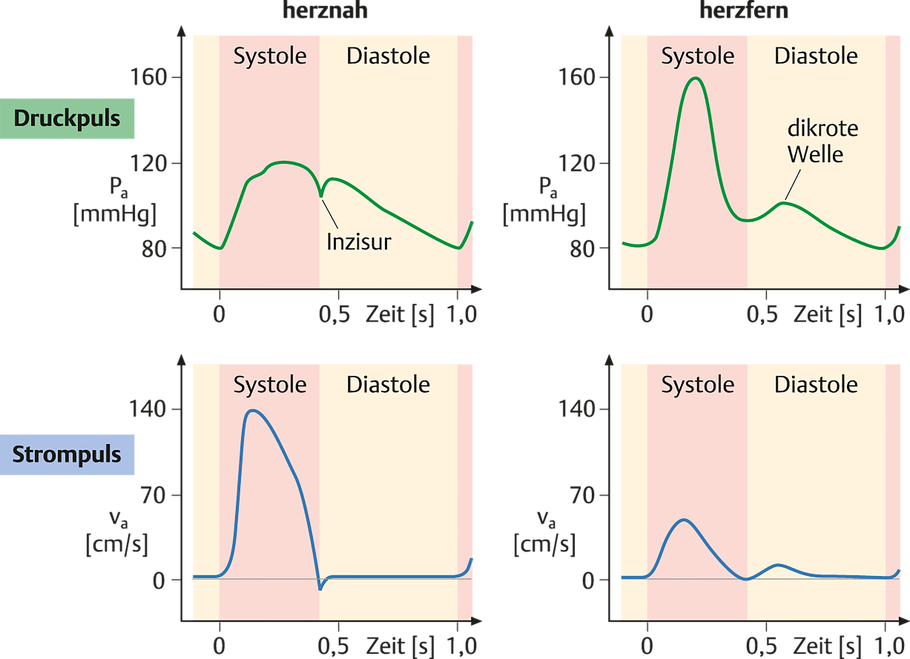 herznah
herzfern
Druckpuls
160
120
80
Pa
[mmHg]
Systole
Diastole
Inzisur
0
0,5
Zeit [s]
1,0
160
120
80
Pa
[mmHg]
Systole
Diastole
dikrote
Welle
0
0,5
Zeit [s]
1,0
Strompuls
140
70
0
va
[cm/s]
Systole
Diastole
0
0,5
Zeit [s]
1,0
140
70
0
va
[cm/s]
Systole
Diastole
0
0,5
Zeit [s]
1,0